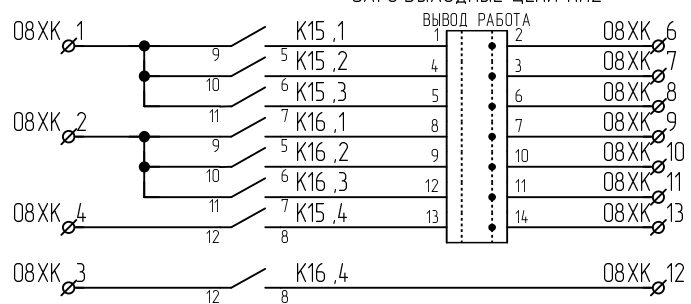 ВЫВОД РАБОТА
08XK 1 9 5 K15,1 1 2 08XK 6
10 6 K15,2 4 3 08XK 7
11 7 K15,3 5 6 08XK 8
08XK 2 9 5 K16,1 8 7 08XK 9
10 6 K16,2 9 10 08XK 10
11 7 K16,3 12 11 08XK 11
08XK 4 12 8 K15,4 13 14 08XK 13
08XK 3 12 8 K16,4 08XK 12